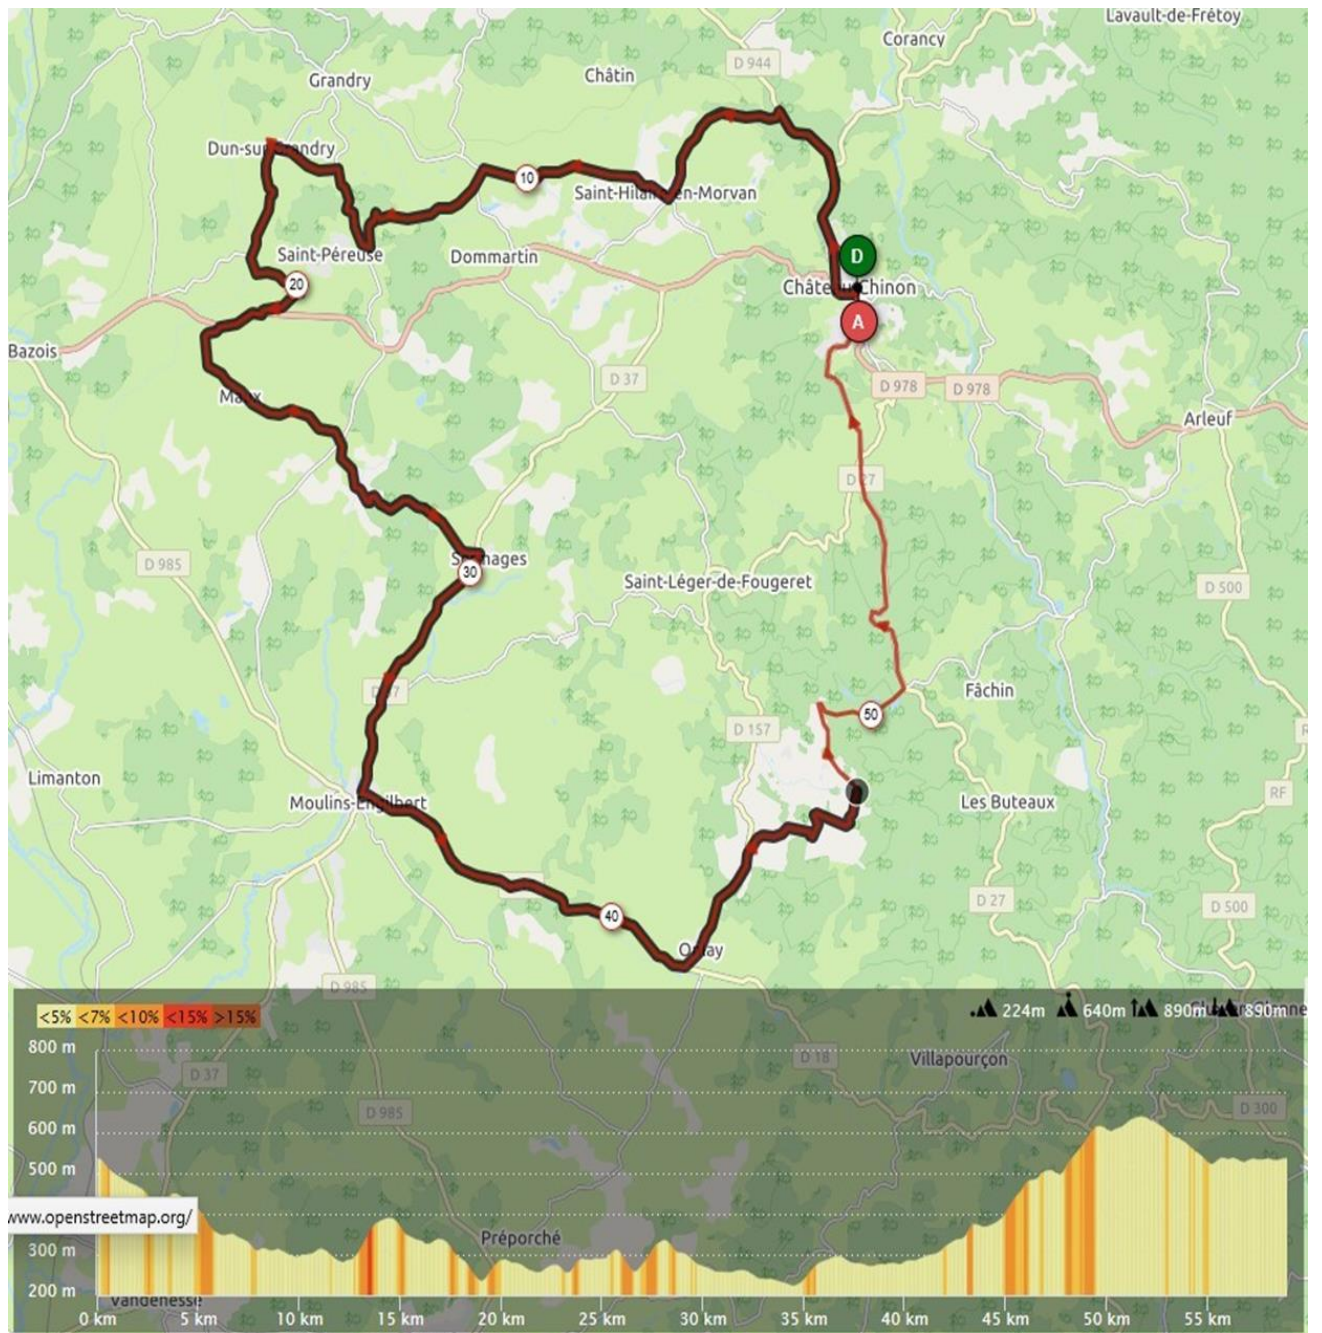 Lavault-de-Frétoy
Corancy
D 944
Châtin
Grandry
Dun-sur-Grandry
10
Saint-Hilaire-en-Morvan
Saint-Péreuse
Dommartin
D
20
Château-Chinon
A
Bazois
D 37
D 978
D 978
Maux
Arleuf
D 27
D 985
Sermages
30
Saint-Léger-de-Fougeret
D 500
D 37
Fâchin
50
D 157
Limanton
Moulins-Engilbert
Les Buteaux
RF
D 27
D 500
40
Onlay
D 985
<5% <7% <10% <15% >15%
224m 640m 890m 890m
800 m
D 18
Villapourçon
D 37
700 m
D 985
D 300
600 m
500 m
www.openstreetmap.org/
Préporché
300 m
200 m
Vandenesse
0 km 5 km 10 km 15 km 20 km 25 km 30 km 35 km 40 km 45 km 50 km 55 km